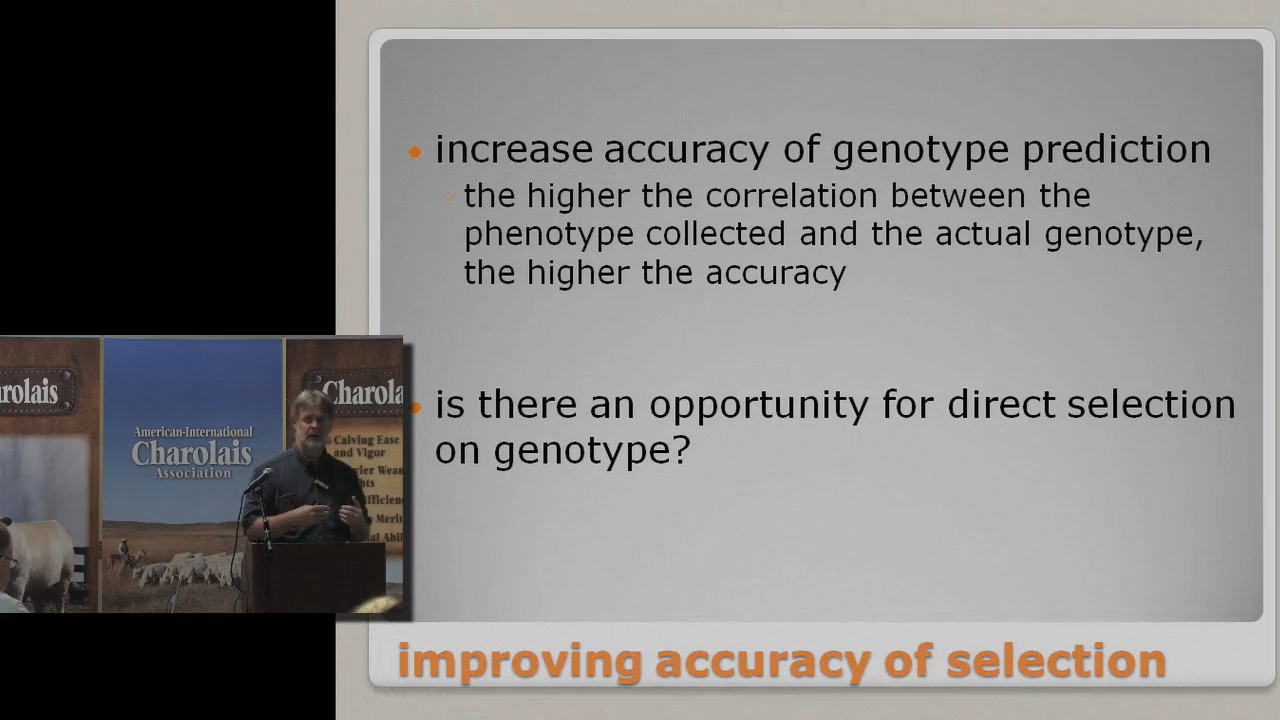 increase accuracy of genotype prediction
the higher the correlation between the
phenotype collected and the actual genotype,
the higher the accuracy
is there an opportunity for direct selection
on genotype?
improving accuracy of selection
American-International
Charolais
Association
Calving Ease
and Vigor